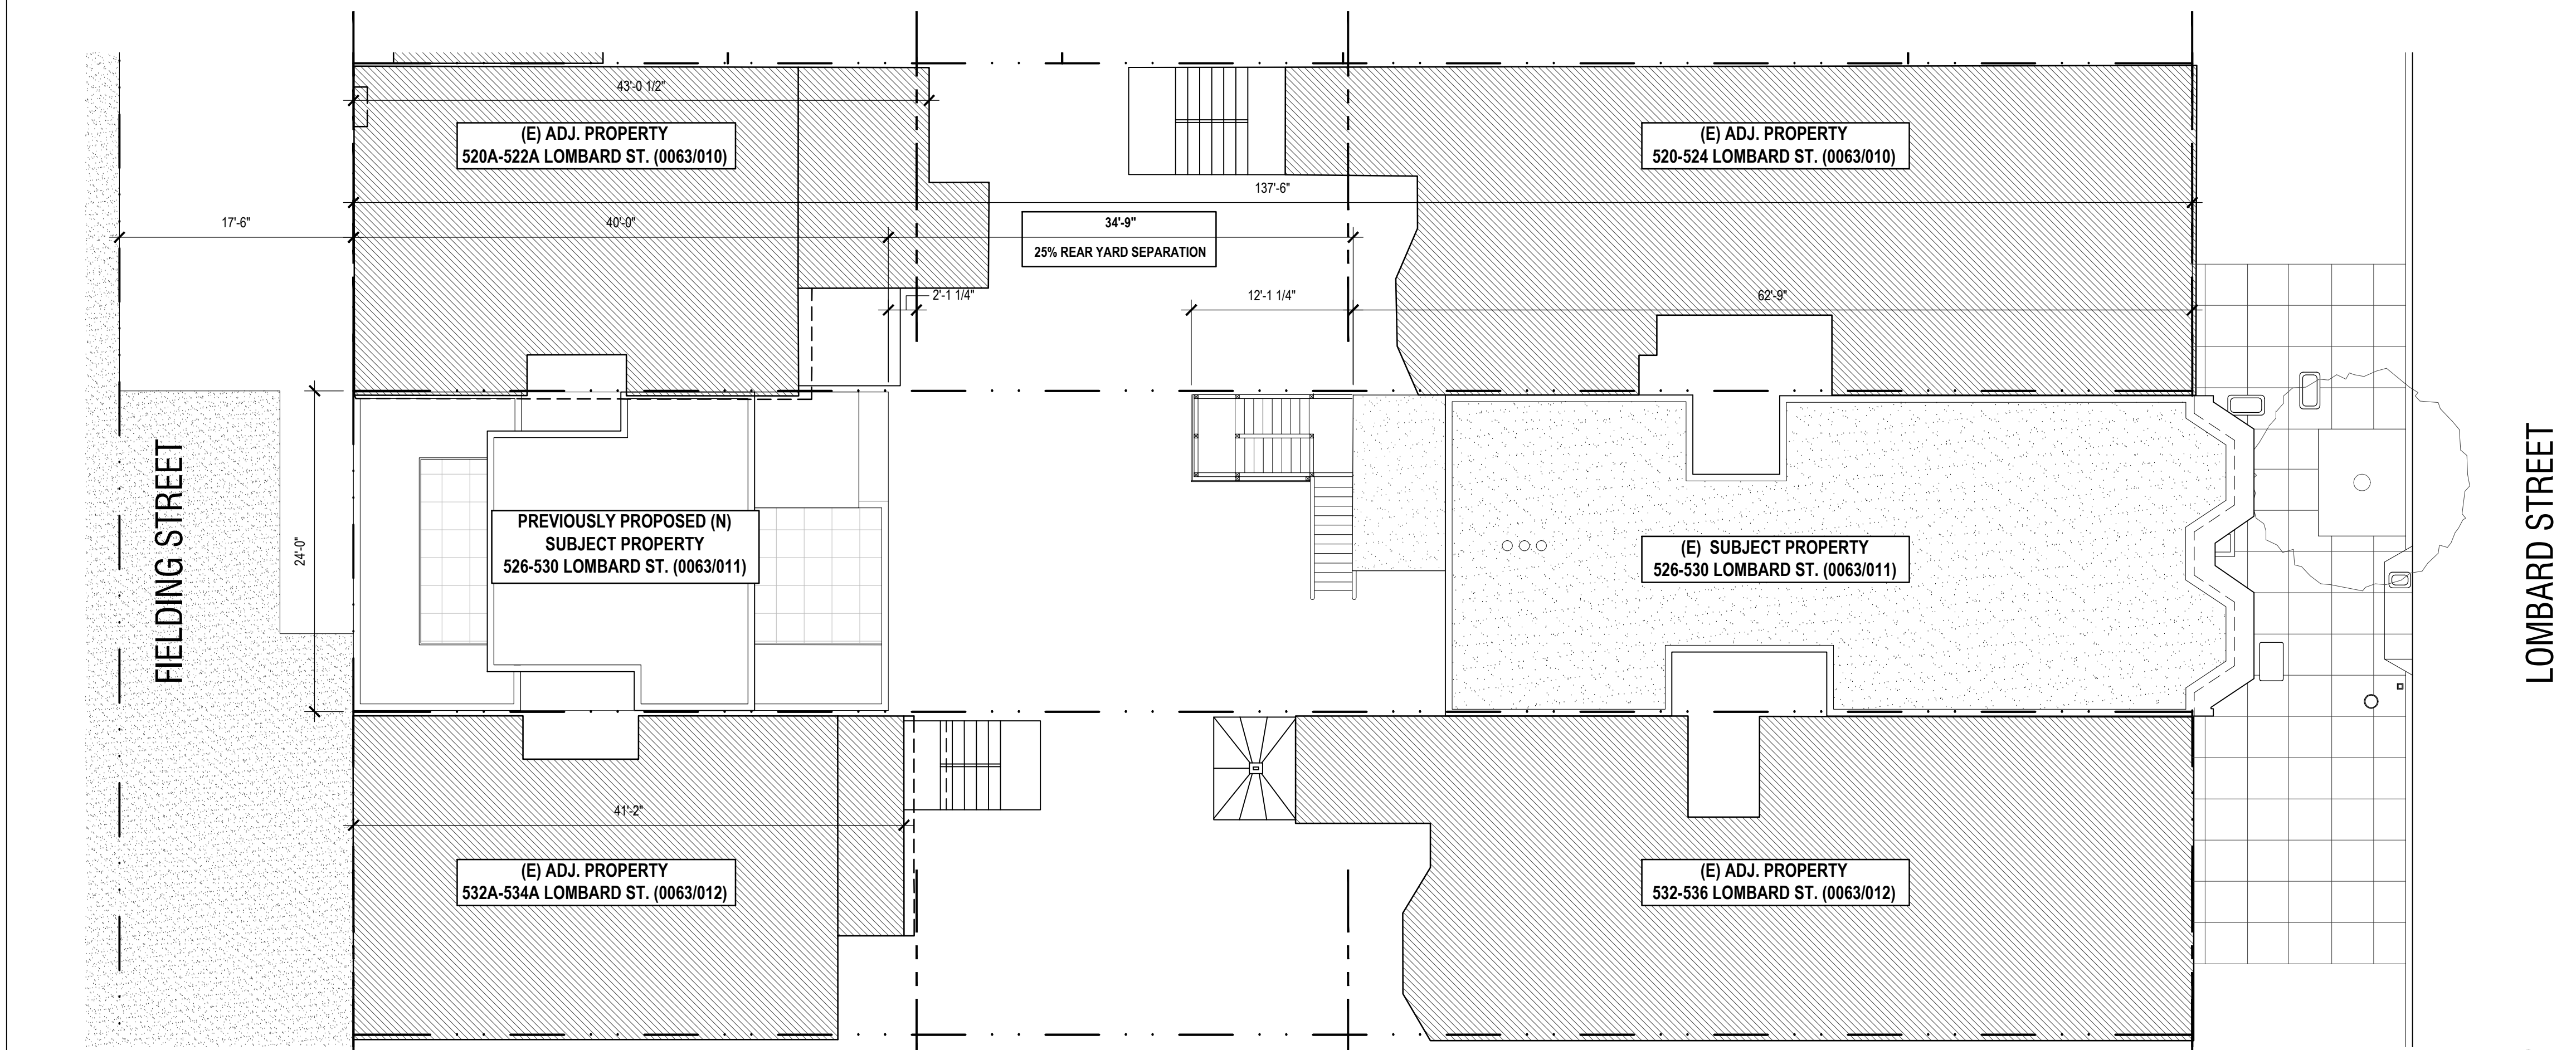 43'-0 1/2"
(E) ADJ. PROPERTY
520A-522A LOMBARD ST. (0063/010)
(E) ADJ. PROPERTY
520-524 LOMBARD ST. (0063/010)
137'-6"
17'-6"
40'-0"
34'-9"
25% REAR YARD SEPARATION
2'-1 1/4"
12'-1 1/4"
62'-9"
FIELDING STREET
24'-0"
PREVIOUSLY PROPOSED (N)
SUBJECT PROPERTY
526-530 LOMBARD ST. (0063/011)
(E) SUBJECT PROPERTY
526-530 LOMBARD ST. (0063/011)
LOMBARD STREET
41'-2"
(E) ADJ. PROPERTY
532A-534A LOMBARD ST. (0063/012)
(E) ADJ. PROPERTY
532-536 LOMBARD ST. (0063/012)